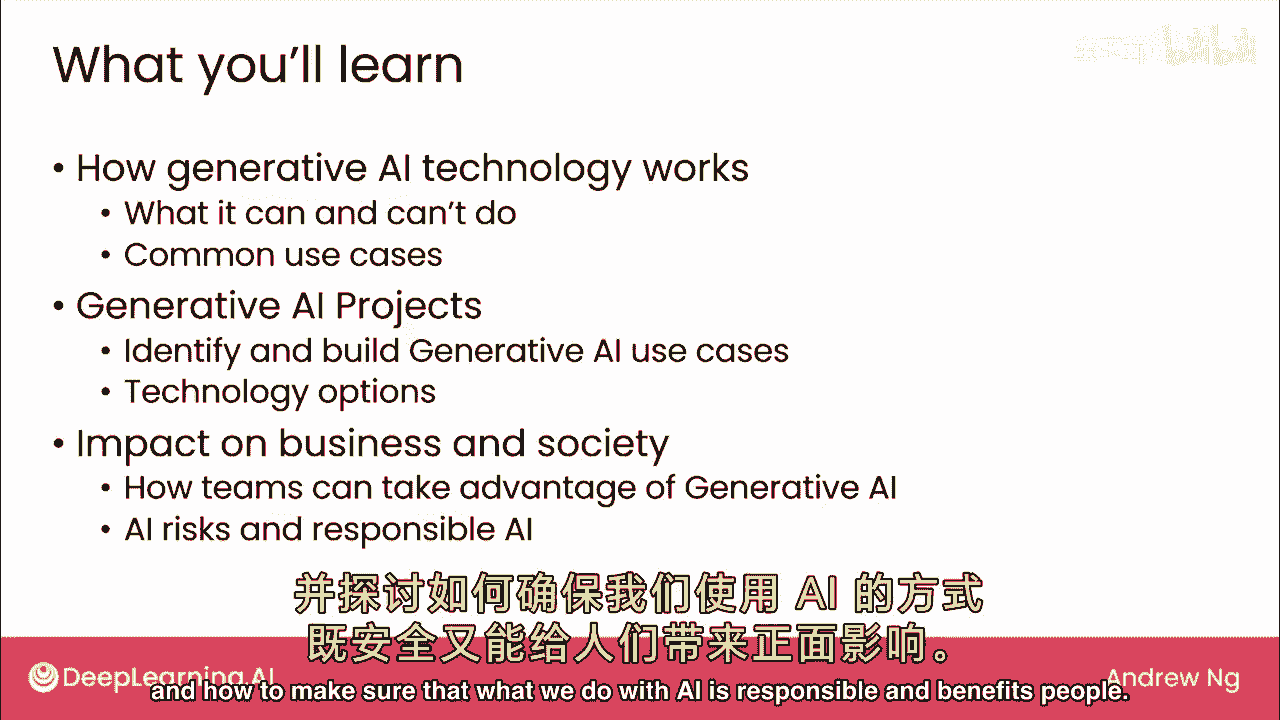 What you'll learn
• How generative AI technology works
• What it can and can't do
• Common use cases
• Generative AI Projects
• Identify and build Generative AI use cases
• Technology options
• Impact on business and society
• How teams can take advantage of Generative AI
• AI risks and responsible AI
并探讨如何确保我们使用 AI 的方式
既安全又能给人们带来正面影响。
DeepLearning.AI
Andrew Ng
and how to make sure that what we do with AI is responsible and benefits people.